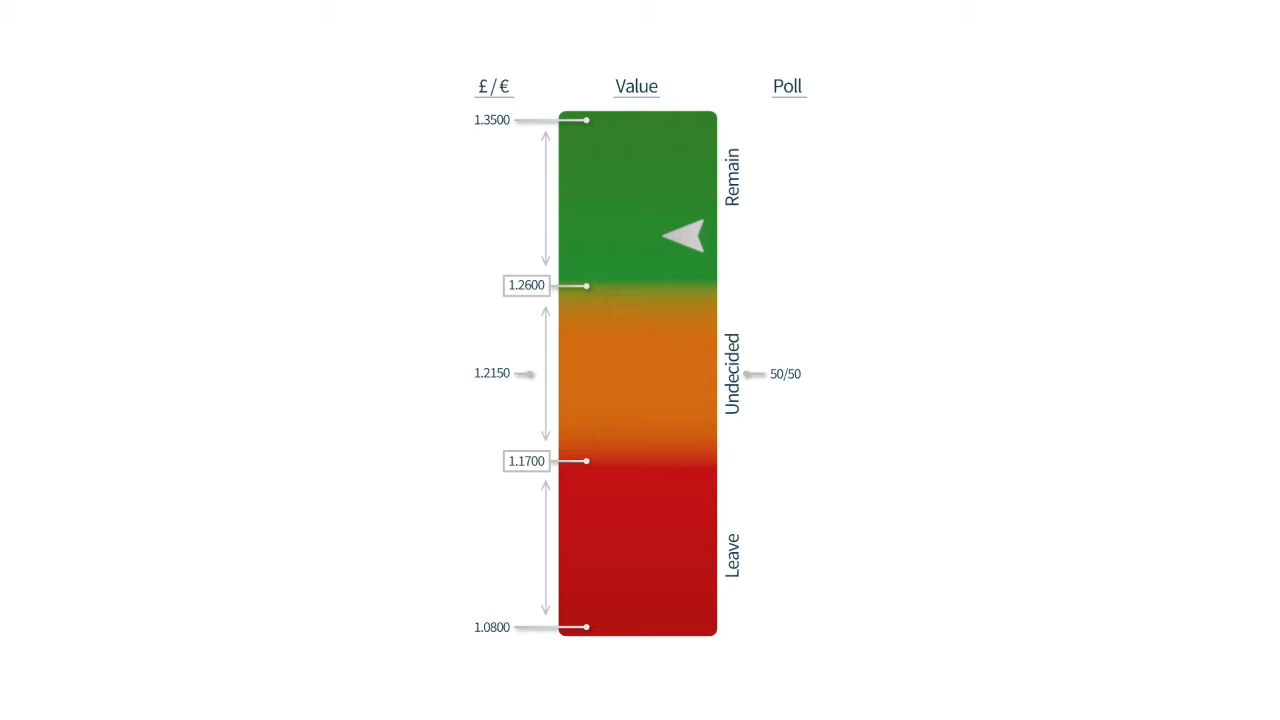 £ / € Value Poll
1.3500
Remain
1.2600
1.2150 Undecided 50/50
1.1700
Leave
1.0800